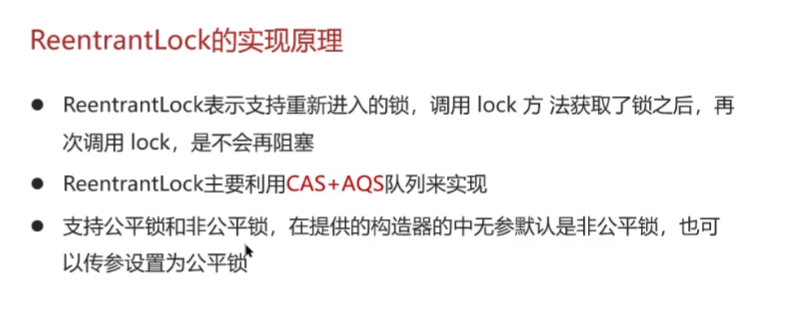 ReentrantLock的实现原理
ReentrantLock表示支持重新进入的锁，调用 lock 方 法获取了锁之后，再
次调用 lock，是不会再阻塞
ReentrantLock主要利用CAS+AQS队列来实现
支持公平锁和非公平锁，在提供的构造器的中无参默认是非公平锁，也可
以传参设置为公平锁